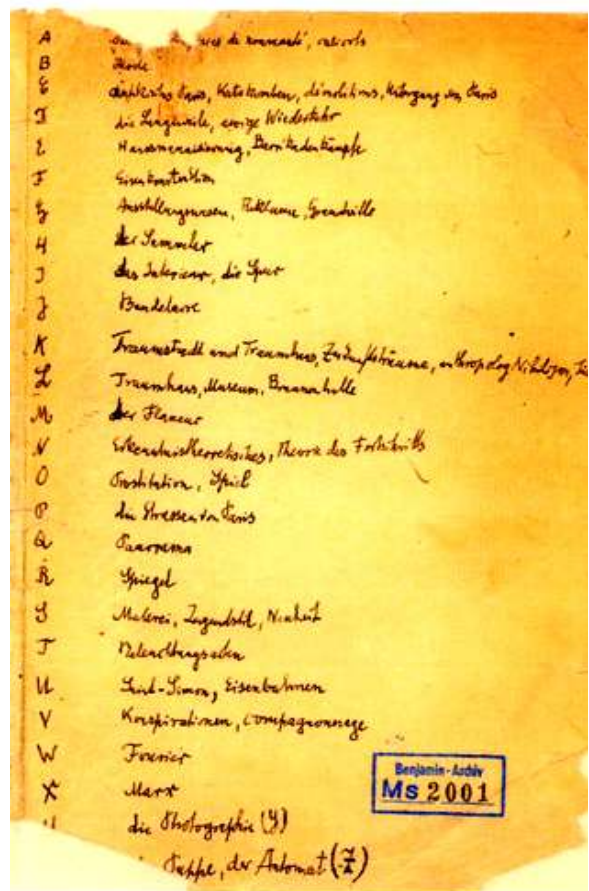 A de nouveauté, calicots
B Mode
C antikisches Paris, Katakomben, démolitions, Untergang von Paris
D die Langeweile, ewige Wiederkehr
E Haussmannisierung, Barrikadenkämpfe
F Eisenkonstruktion
G Ausstellungswesen, Reklame, Grandville
H der Sammler
I das Interieur, die Spur
J Baudelaire
K Traumstadt und Traumhaus, Zukunftsträume, anthropolog
L Traumhaus, Museum, Brunnenhalle
M der Flaneur
N Erkenntnistheoretisches, Theorie des Fortschritts
O Prostitution, Spiel
P die Strassen von Paris
Q Panorama
R Spiegel
S Malerei, Jugendstil, Neuheit
T Beleuchtungsarten
U Saint-Simon, Eisenbahnen
V Konspirationen, compagnonnage
W Fourier
X Marx
die Photographie (Y)
Puppe, der Automat (Z)
Benjamin-Archiv
Ms 2001